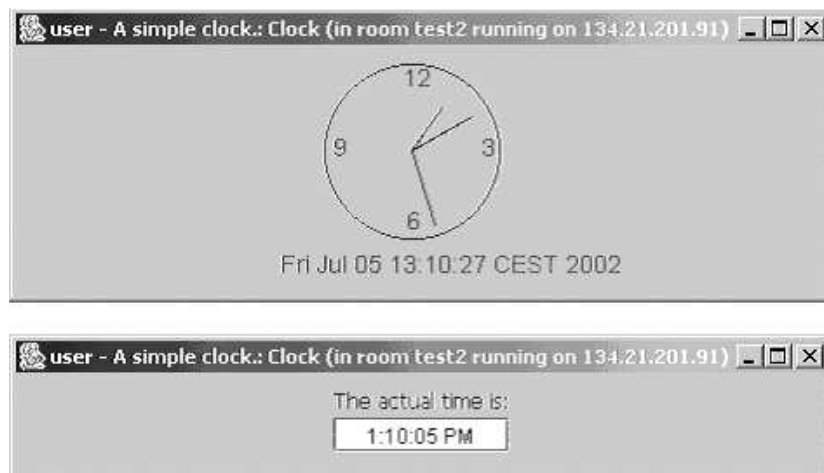 user - A simple clock.: Clock (in room test2 running on 134.21.201.91)
12
9
3
6
Fri Jul 05 13:10:27 CEST 2002
user - A simple clock.: Clock (in room test2 running on 134.21.201.91)
The actual time is:
1:10:05 PM